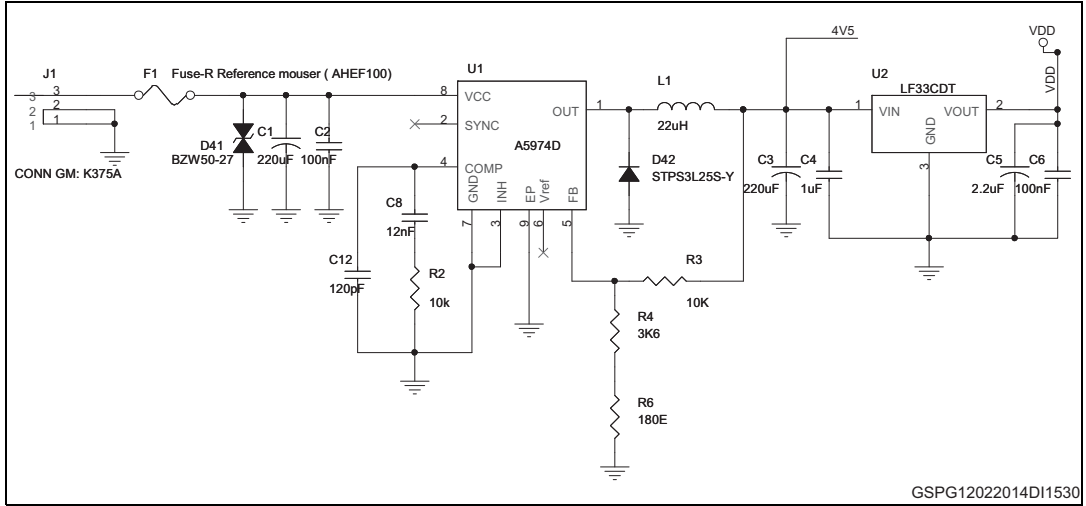 4V5
VDD
J1
F1
Fuse-R Reference mouser ( AHEF100)
U1
L1
U2
LF33CDT
VDD
3
3
2
2
1
1
CONN GM: K375A
8
VCC
2
SYNC
4
COMP
OUT
1
A5974D
GND
INH
EP
Vref
FB
7
3
9
6
5
22uH
1
VIN
VOUT
2
GND
3
D41
BZW50-27
C1
220uF
C2
100nF
D42
STPS3L25S-Y
C3
220uF
C4
1uF
C5
2.2uF
C6
100nF
C8
12nF
C12
120pF
R2
10k
R3
10K
R4
3K6
R6
180E
GSPG12022014DI1530